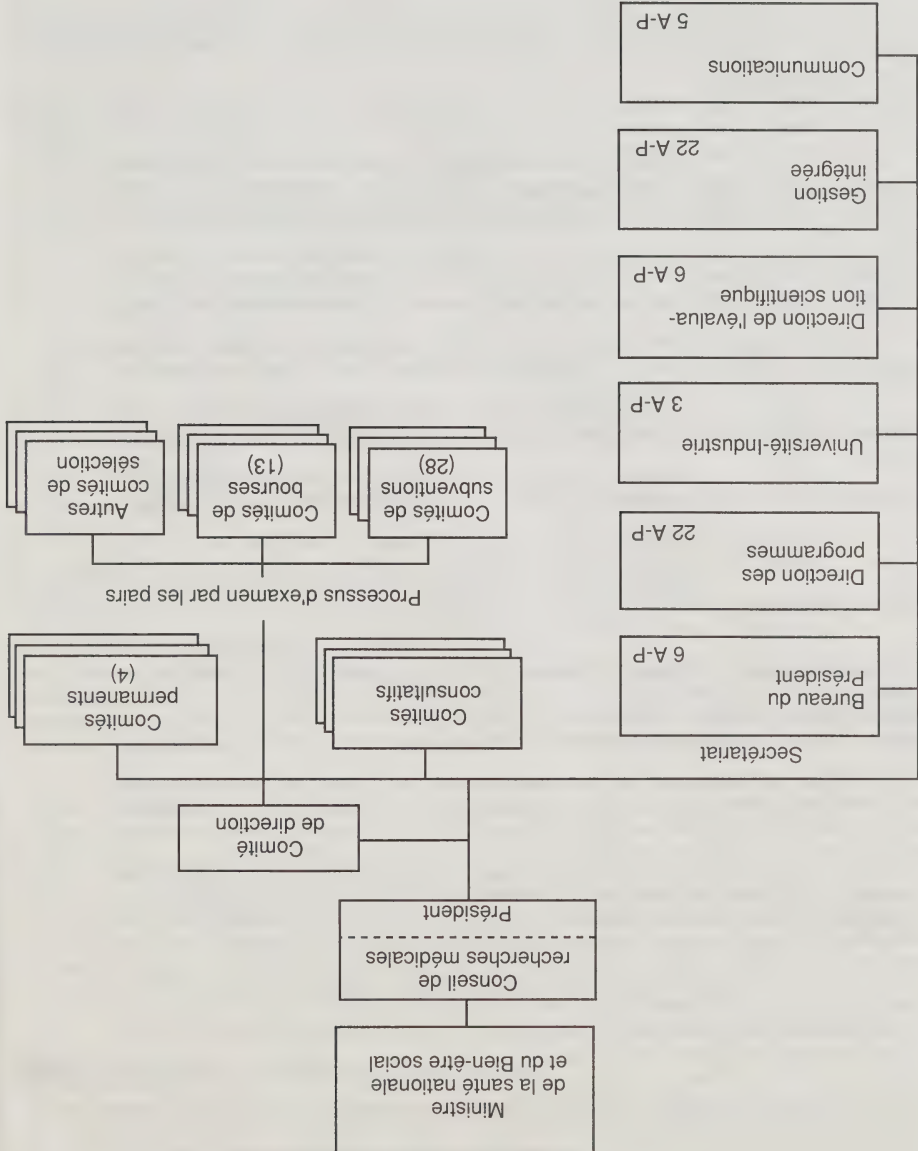 Ministre
de la santé nationale
et du Bien-être social
Conseil de
recherches médicales
Président
Comité
de direction
Secrétariat
Bureau du
Président
6 A-P
Direction des
programmes
22 A-P
Université-Industrie
3 A-P
Direction de l'évalua-
tion scientifique
6 A-P
Gestion
intégrée
22 A-P
Communications
5 A-P
Comités
consultatifs
Comités
permanents
(4)
Processus d'examen par les pairs
Comités de
subventions
(28)
Comités de
bourses
(13)
Autres
comités de
sélection